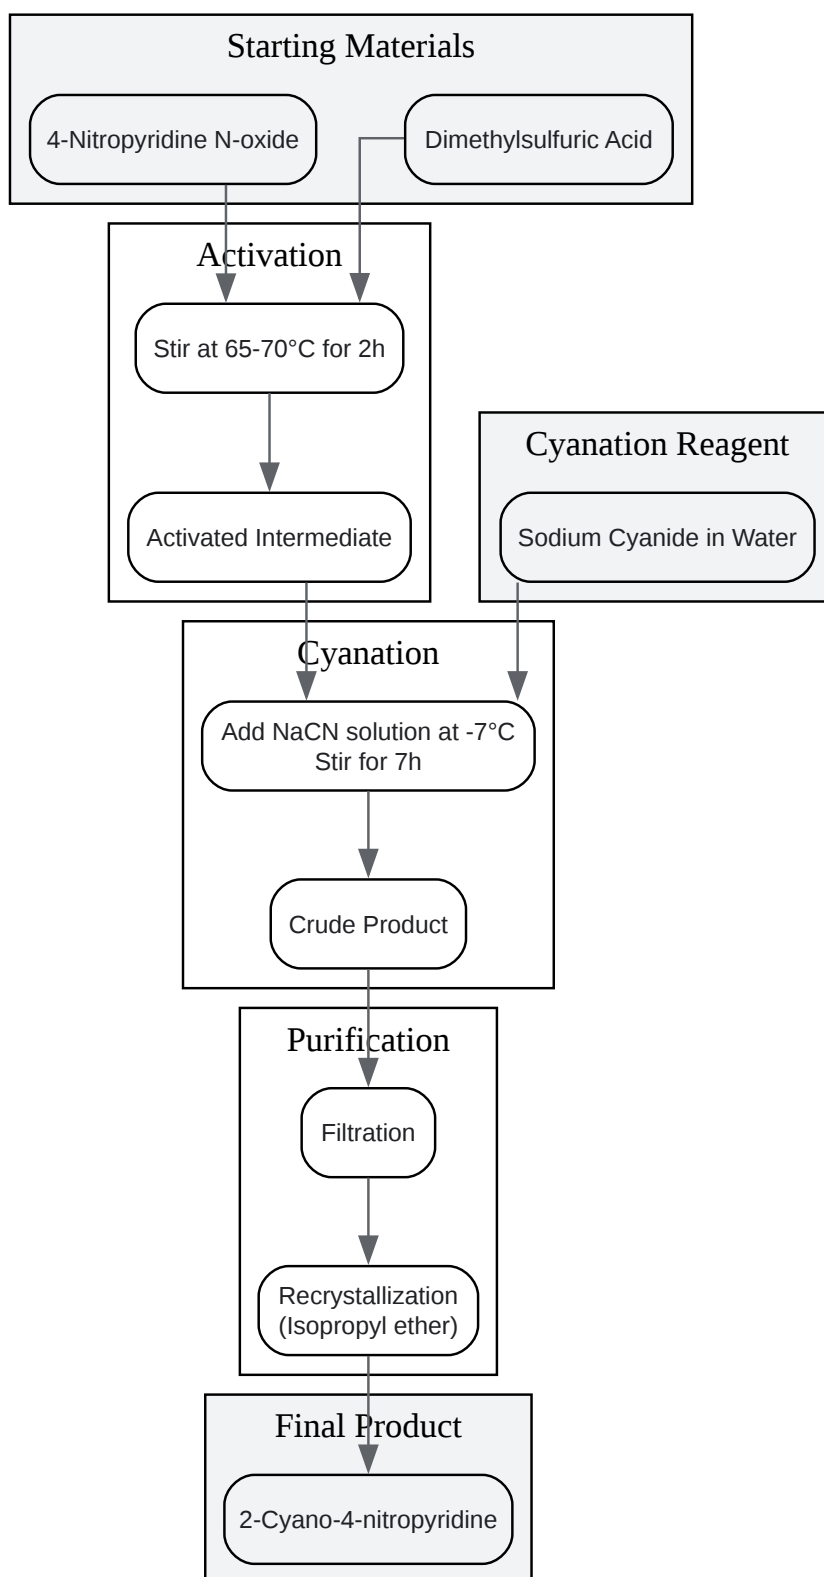 Starting Materials
4-Nitropyridine N-oxide
Dimethylsulfuric Acid
Activation
Stir at 65-70°C for 2h
Activated Intermediate
Cyanation Reagent
Sodium Cyanide in Water
Cyanation
Add NaCN solution at -7°C
Stir for 7h
Crude Product
Purification
Filtration
Recrystallization
(Isopropyl ether)
Final Product
2-Cyano-4-nitropyridine